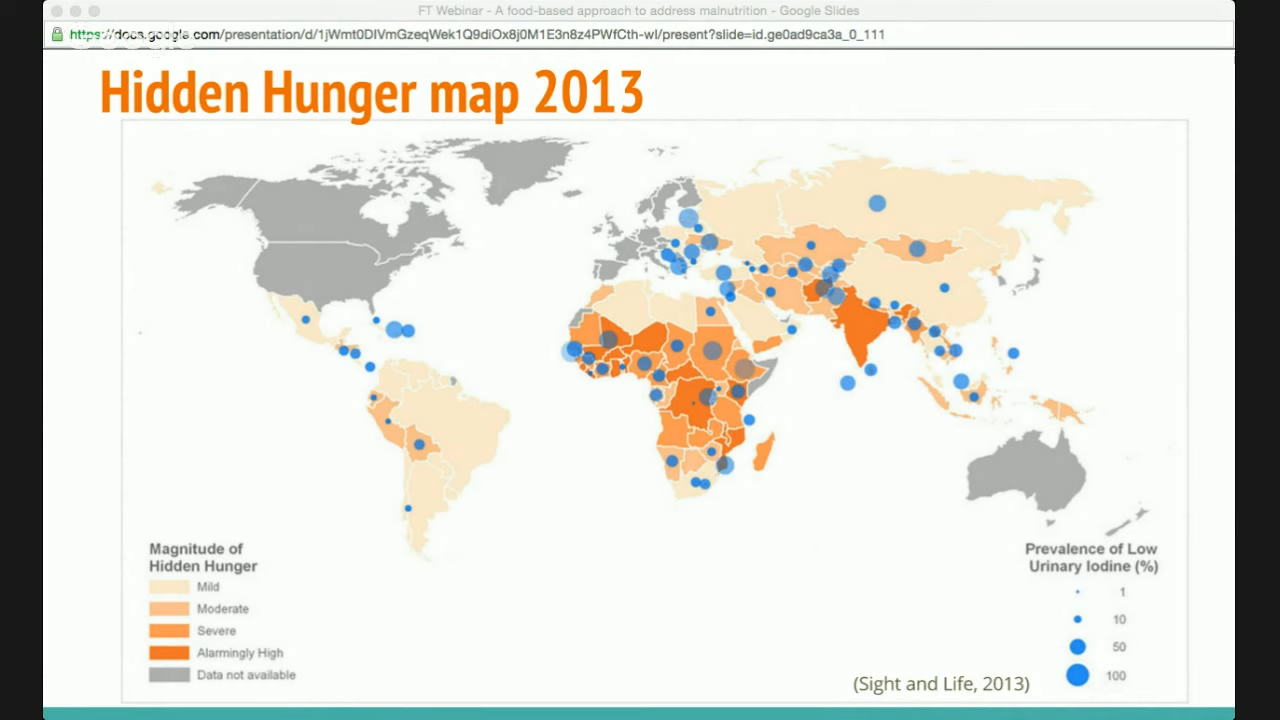 FT Webinar - A food-based approach to address malnutrition - Google Slides
https://docs.google.com/presentation/d/1jWmt0DIVmGzeqWek1Q9diOx8j0M1E3n8z4PWfCth-wI/present?slide=id.ge0ad9ca3a_0_111
Hidden Hunger map 2013
Magnitude of
Hidden Hunger
Mild
Moderate
Severe
Alarmingly High
Data not available
Prevalence of Low
Urinary Iodine (%)
1
10
50
100
(Sight and Life, 2013)